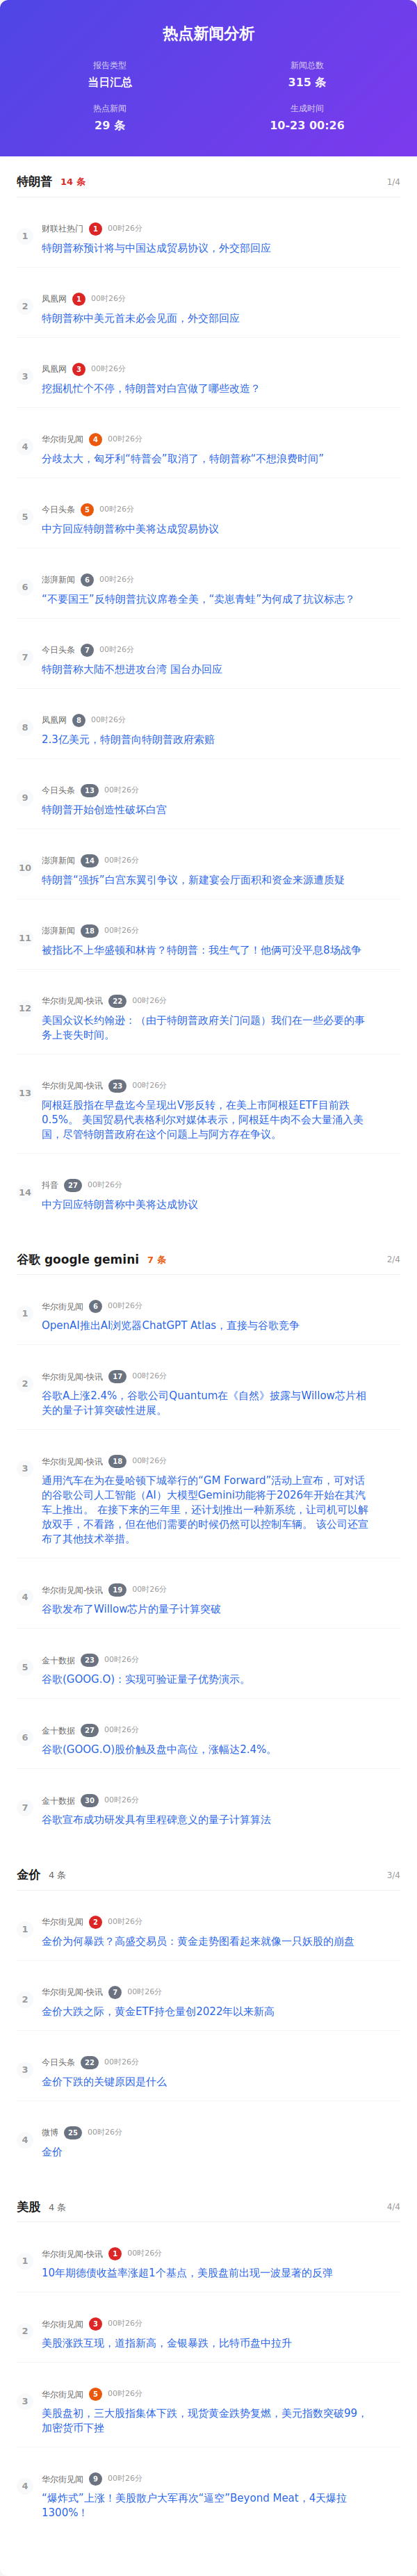 热点新闻分析
报告类型
新闻总数
当日汇总
315 条
热点新闻
生成时间
29 条
10-23 00:26
特朗普 14 条 1/4
1
财联社热门 1 00时26分
特朗普称预计将与中国达成贸易协议，外交部回应
2
凤凰网 1 00时26分
特朗普称中美元首未必会见面，外交部回应
3
凤凰网 3 00时26分
挖掘机忙个不停，特朗普对白宫做了哪些改造？
4
华尔街见闻 4 00时26分
分歧太大，匈牙利“特普会”取消了，特朗普称“不想浪费时间”
5
今日头条 5 00时26分
中方回应特朗普称中美将达成贸易协议
6
澎湃新闻 6 00时26分
“不要国王”反特朗普抗议席卷全美，“卖崽青蛙”为何成了抗议标志？
7
今日头条 7 00时26分
特朗普称大陆不想进攻台湾 国台办回应
8
凤凰网 8 00时26分
2.3亿美元，特朗普向特朗普政府索赔
9
今日头条 13 00时26分
特朗普开始创造性破坏白宫
10
澎湃新闻 14 00时26分
特朗普“强拆”白宫东翼引争议，新建宴会厅面积和资金来源遭质疑
11
澎湃新闻 18 00时26分
被指比不上华盛顿和林肯？特朗普：我生气了！他俩可没平息8场战争
12
华尔街见闻-快讯 22 00时26分
美国众议长约翰逊：（由于特朗普政府关门问题）我们在一些必要的事
务上丧失时间。
13
华尔街见闻-快讯 23 00时26分
阿根廷股指在早盘迄今呈现出V形反转，在美上市阿根廷ETF目前跌
0.5%。 美国贸易代表格利尔对媒体表示，阿根廷牛肉不会大量涌入美
国，尽管特朗普政府在这个问题上与阿方存在争议。
14
抖音 27 00时26分
中方回应特朗普称中美将达成协议
谷歌 google gemini 7 条 2/4
1
华尔街见闻 6 00时26分
OpenAI推出AI浏览器ChatGPT Atlas，直接与谷歌竞争
2
华尔街见闻-快讯 17 00时26分
谷歌A上涨2.4%，谷歌公司Quantum在《自然》披露与Willow芯片相
关的量子计算突破性进展。
3
华尔街见闻-快讯 18 00时26分
通用汽车在为在曼哈顿下城举行的“GM Forward”活动上宣布，可对话
的谷歌公司人工智能（AI）大模型Gemini功能将于2026年开始在其汽
车上推出。 在接下来的三年里，还计划推出一种新系统，让司机可以解
放双手，不看路，但在他们需要的时候仍然可以控制车辆。 该公司还宣
布了其他技术举措。
4
华尔街见闻-快讯 19 00时26分
谷歌发布了Willow芯片的量子计算突破
5
金十数据 23 00时26分
谷歌(GOOG.O)：实现可验证量子优势演示。
6
金十数据 27 00时26分
谷歌(GOOG.O)股价触及盘中高位，涨幅达2.4%。
7
金十数据 30 00时26分
谷歌宣布成功研发具有里程碑意义的量子计算算法
金价 4 条 3/4
1
华尔街见闻 2 00时26分
金价为何暴跌？高盛交易员：黄金走势图看起来就像一只妖股的崩盘
2
华尔街见闻-快讯 7 00时26分
金价大跌之际，黄金ETF持仓量创2022年以来新高
3
今日头条 22 00时26分
金价下跌的关键原因是什么
4
微博 25 00时26分
金价
美股 4 条 4/4
1
华尔街见闻-快讯 1 00时26分
10年期德债收益率涨超1个基点，美股盘前出现一波显著的反弹
2
华尔街见闻 3 00时26分
美股涨跌互现，道指新高，金银暴跌，比特币盘中拉升
3
华尔街见闻 5 00时26分
美股盘初，三大股指集体下跌，现货黄金跌势复燃，美元指数突破99，
加密货币下挫
4
华尔街见闻 9 00时26分
“爆炸式”上涨！美股散户大军再次“逼空”Beyond Meat，4天爆拉
1300%！